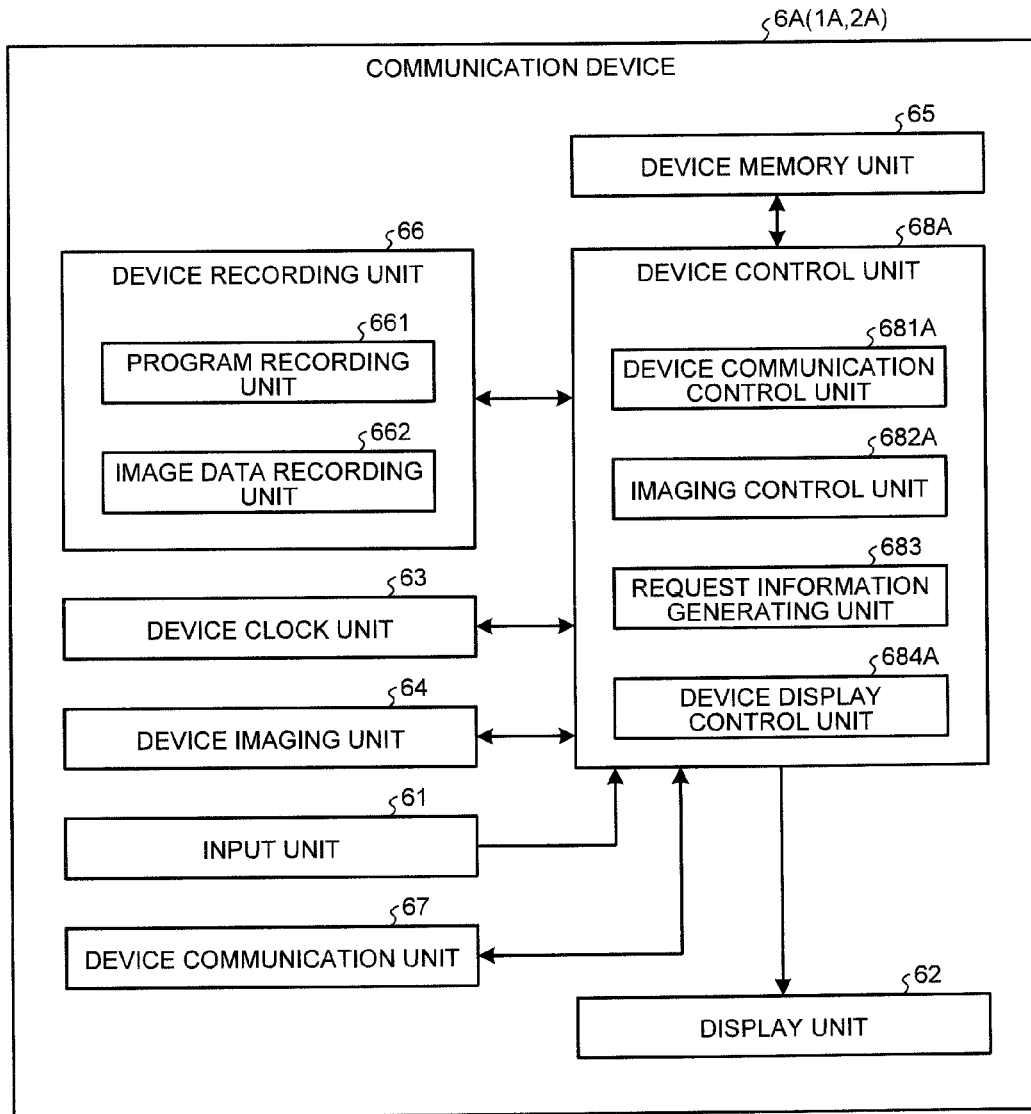 6A(1A,2A)
COMMUNICATION DEVICE
65
DEVICE MEMORY UNIT
66
DEVICE RECORDING UNIT
661
PROGRAM RECORDING
UNIT
662
IMAGE DATA RECORDING
UNIT
68A
DEVICE CONTROL UNIT
681A
DEVICE COMMUNICATION
CONTROL UNIT
682A
IMAGING CONTROL UNIT
683
REQUEST INFORMATION
GENERATING UNIT
684A
DEVICE DISPLAY
CONTROL UNIT
63
DEVICE CLOCK UNIT
64
DEVICE IMAGING UNIT
61
INPUT UNIT
67
DEVICE COMMUNICATION UNIT
62
DISPLAY UNIT